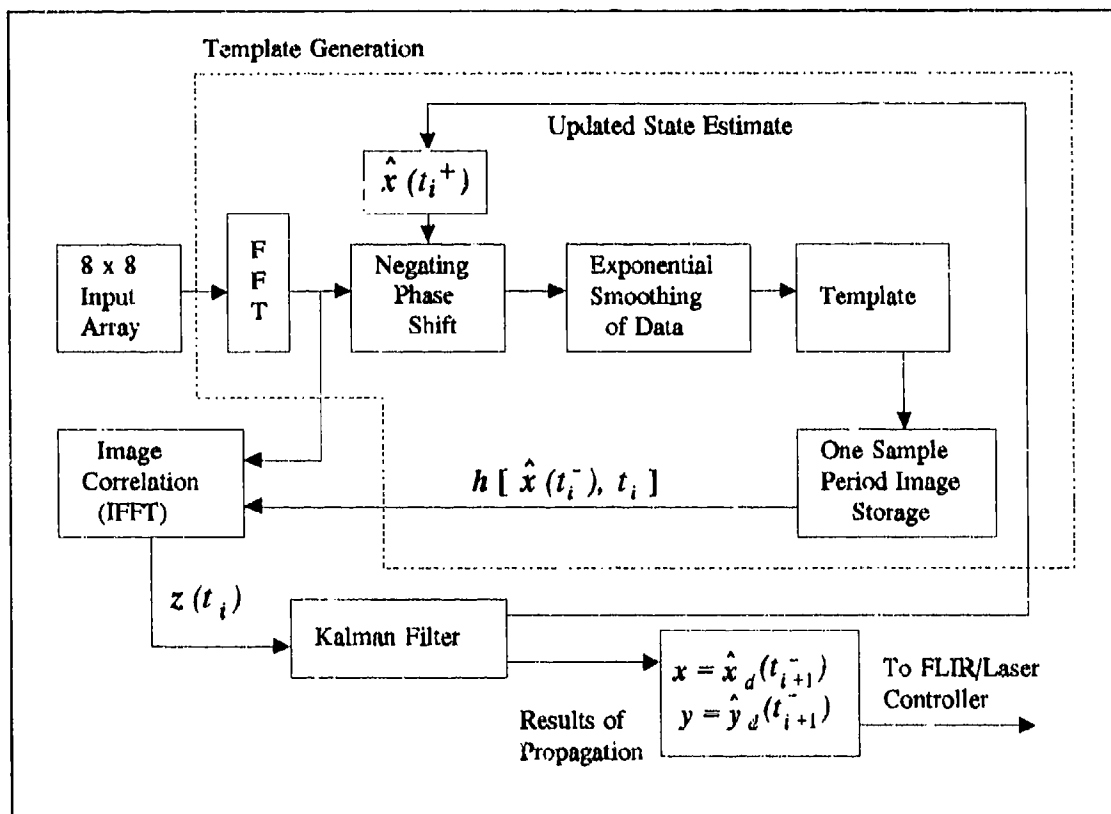 Template Generation
Updated State Estimate
x̂ (tᵢ⁺)
8 x 8
Input
Array
F
F
T
Negating
Phase
Shift
Exponential
Smoothing
of Data
Template
Image
Correlation
(IFFT)
h [ x̂ (tᵢ⁻), tᵢ ]
One Sample
Period Image
Storage
z (tᵢ)
Kalman Filter
x = x̂_d (t⁻ᵢ₊₁)
y = ŷ_d (t⁻ᵢ₊₁)
To FLIR/Laser
Controller
Results of
Propagation